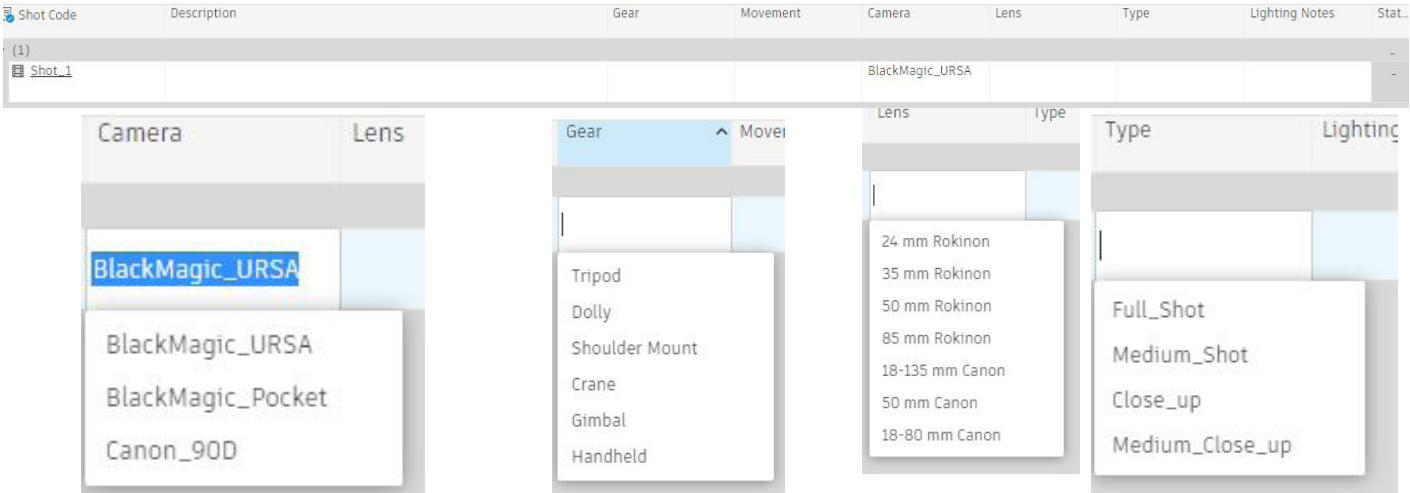 Shot Code Description Gear Movement Camera Lens Type Lighting Notes Stat...
(1) -
Shot_1 BlackMagic_URSA -
Camera Lens
BlackMagic_URSA
BlackMagic_URSA
BlackMagic_Pocket
Canon_90D
Gear Mover
Tripod
Dolly
Shoulder Mount
Crane
Gimbal
Handheld
Lens Type
24 mm Rokinon
35 mm Rokinon
50 mm Rokinon
85 mm Rokinon
18-135 mm Canon
50 mm Canon
18-80 mm Canon
Type Lighting
Full_Shot
Medium_Shot
Close_up
Medium_Close_up